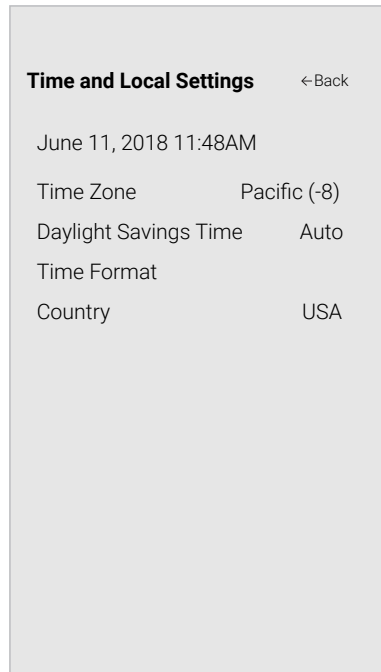 Time and Local Settings ←Back
June 11, 2018 11:48AM
Time Zone Pacific (-8)
Daylight Savings Time Auto
Time Format
Country USA